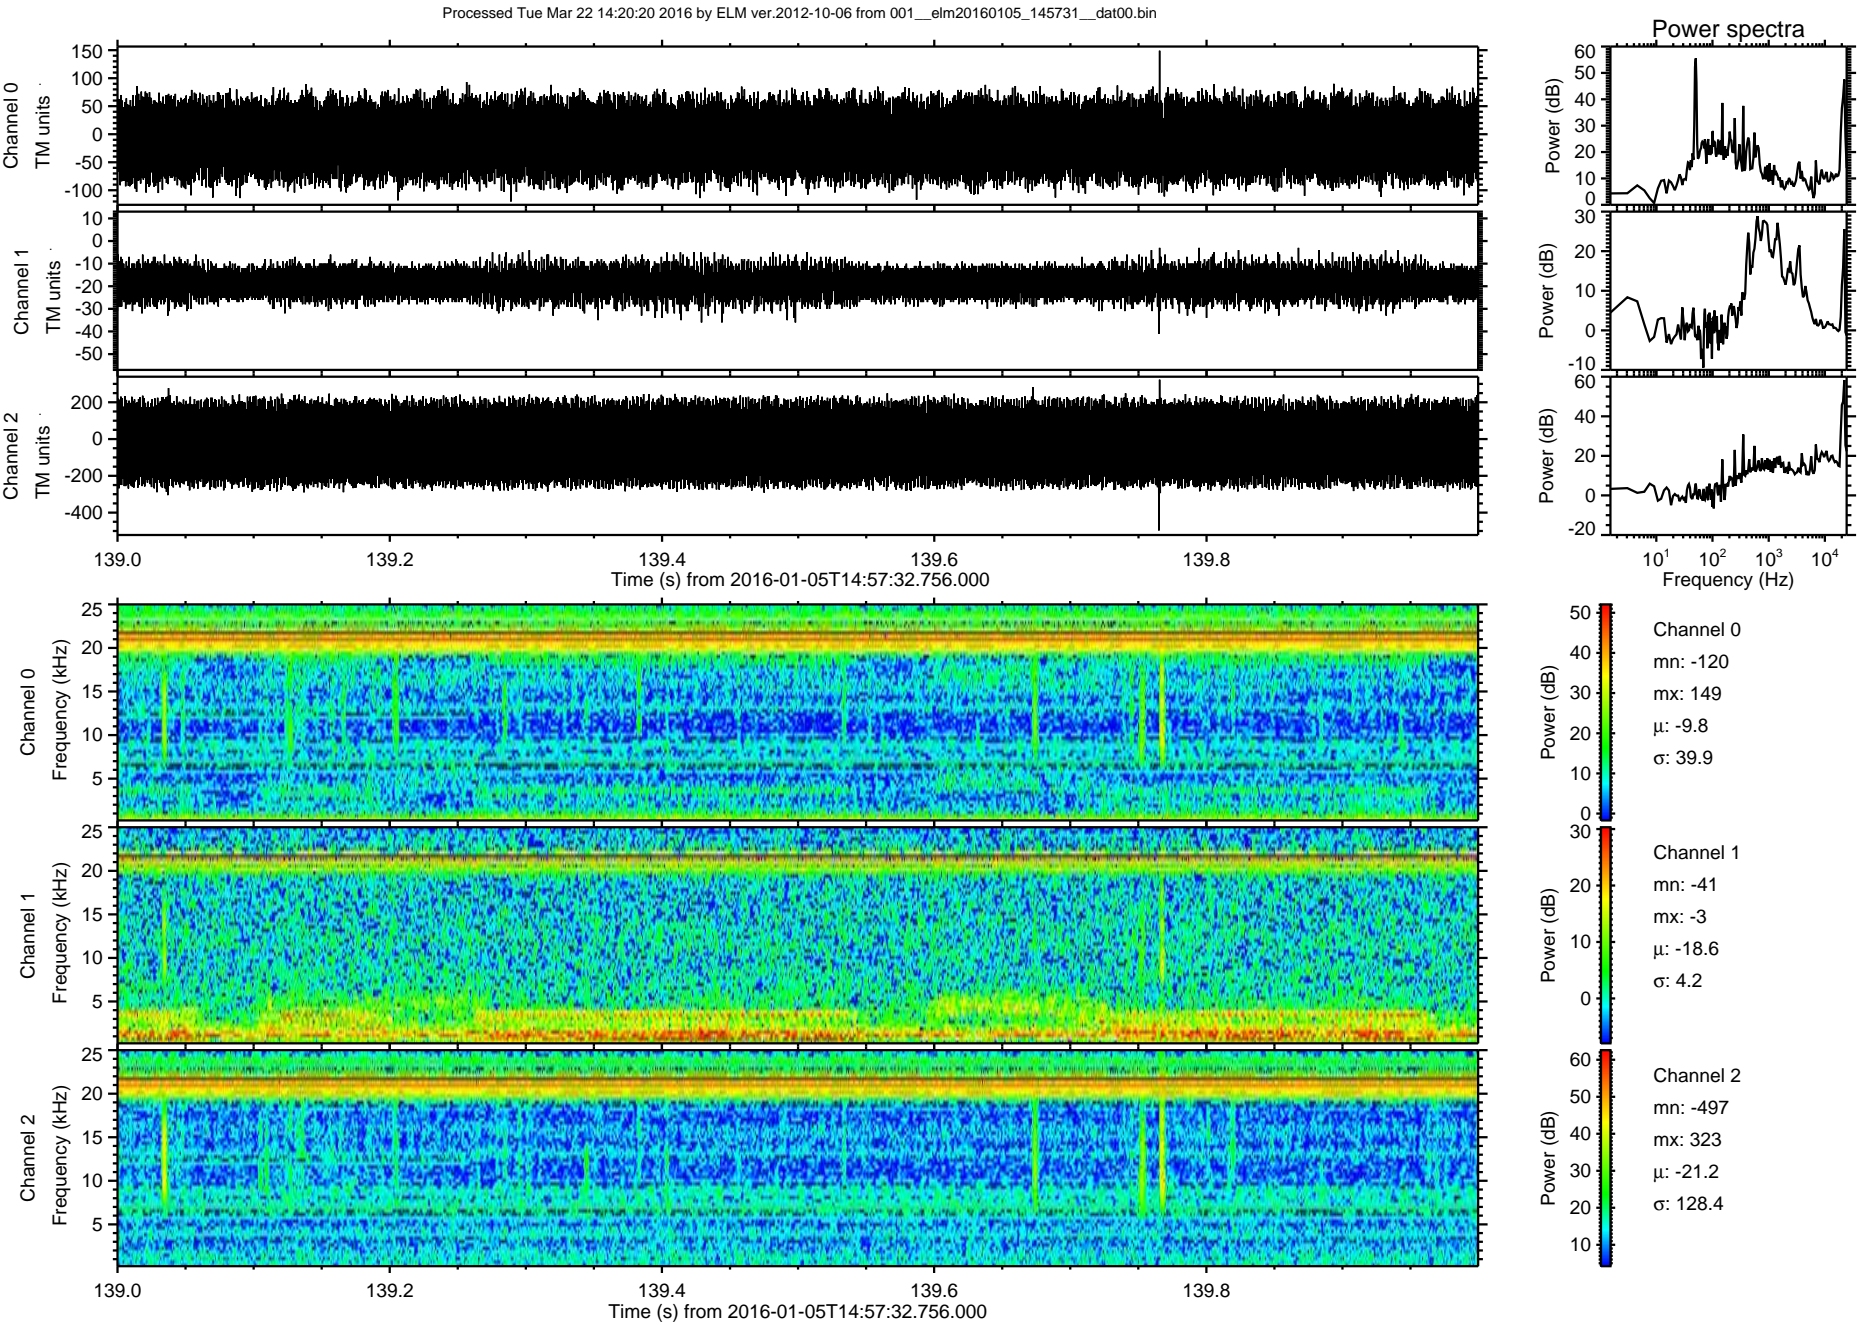 Processed Tue Mar 22 14:20:20 2016 by ELM ver.2012-10-06 from 001__elm20160105_145731__dat00.bin
Power spectra
Channel 0
TM units
150
100
50
0
-50
-100
Power (dB)
60
50
40
30
20
10
0
Channel 1
TM units
10
0
-10
-20
-30
-40
-50
Power (dB)
30
20
10
0
-10
Channel 2
TM units
200
0
-200
-400
Power (dB)
60
40
20
0
-20
139.0 139.2 139.4 139.6 139.8
Time (s) from 2016-01-05T14:57:32.756.000
10¹ 10² 10³ 10⁴
Frequency (Hz)
Channel 0
Frequency (kHz)
25
20
15
10
5
Power (dB)
50
40
30
20
10
0
Channel 0
mn: -120
mx: 149
μ: -9.8
σ: 39.9
Channel 1
Frequency (kHz)
25
20
15
10
5
Power (dB)
30
20
10
0
Channel 1
mn: -41
mx: -3
μ: -18.6
σ: 4.2
Channel 2
Frequency (kHz)
25
20
15
10
5
Power (dB)
60
50
40
30
20
10
Channel 2
mn: -497
mx: 323
μ: -21.2
σ: 128.4
139.0 139.2 139.4 139.6 139.8
Time (s) from 2016-01-05T14:57:32.756.000